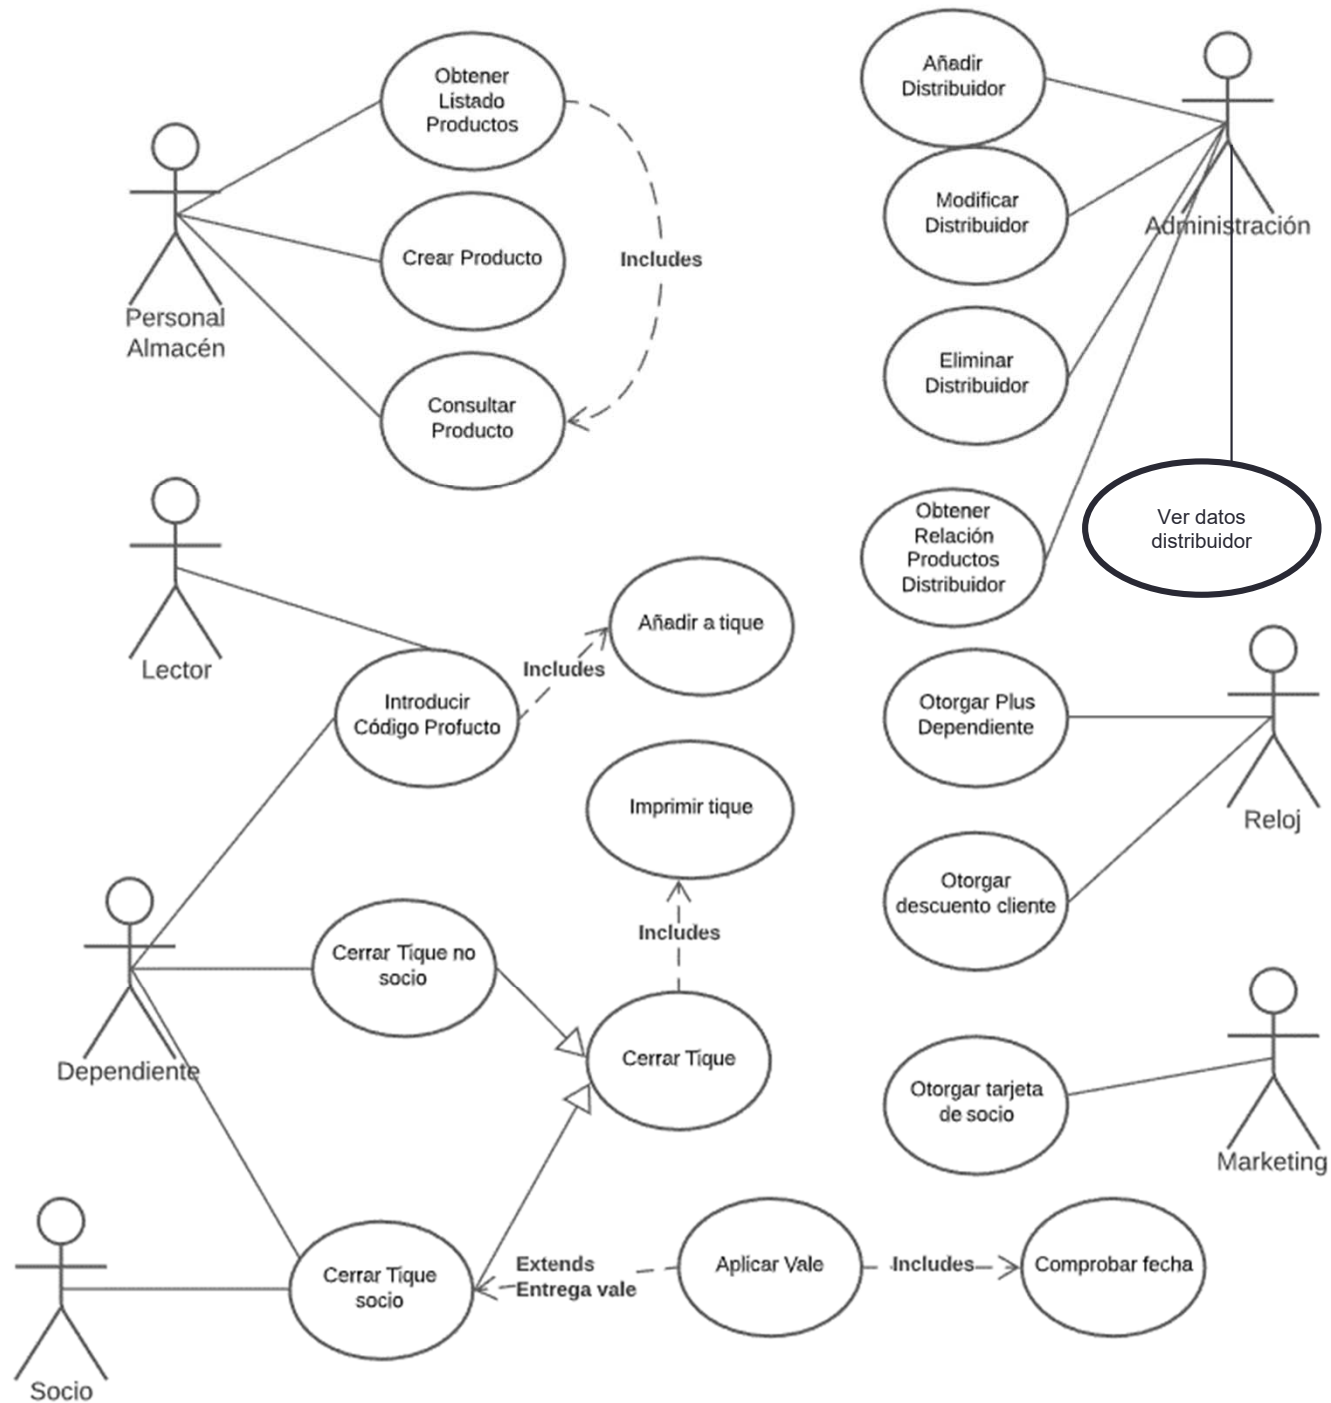 Obtener
Listado
Productos
Añadir
Distribuidor
Modificar
Distribuidor
Administración
Crear Producto
Includes
Personal
Almacén
Eliminar
Distribuidor
Consultar
Producto
Obtener
Relación
Productos
Distribuidor
Ver datos
distribuidor
Lector
Añadir a tique
Includes
Introducir
Código Profucto
Otorgar Plus
Dependiente
Imprimir tique
Reloj
Otorgar
descuento cliente
Includes
Cerrar Tique no
socio
Cerrar Tique
Dependiente
Otorgar tarjeta
de socio
Marketing
Cerrar Tique
socio
Extends
Entrega vale
Aplicar Vale
Includes
Comprobar fecha
Socio